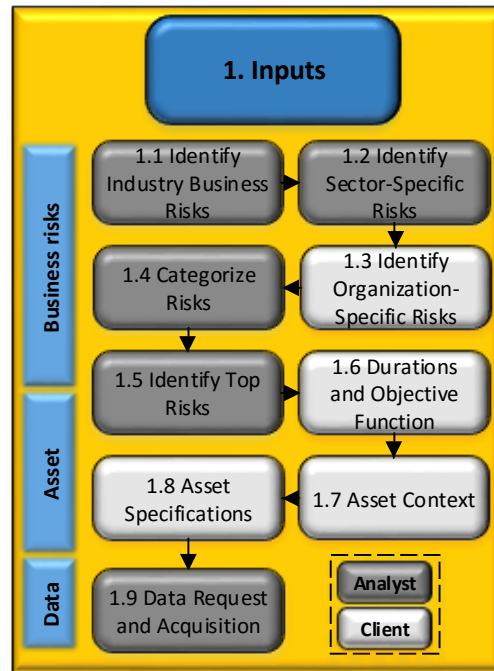 1. Inputs
Business risks
1.1 Identify
Industry Business
Risks
1.2 Identify
Sector-Specific
Risks
1.3 Identify
Organization-
Specific Risks
1.4 Categorize
Risks
1.5 Identify Top
Risks
1.6 Durations
and Objective
Function
Asset
1.7 Asset Context
1.8 Asset
Specifications
Data
1.9 Data Request
and Acquisition
Analyst
Client